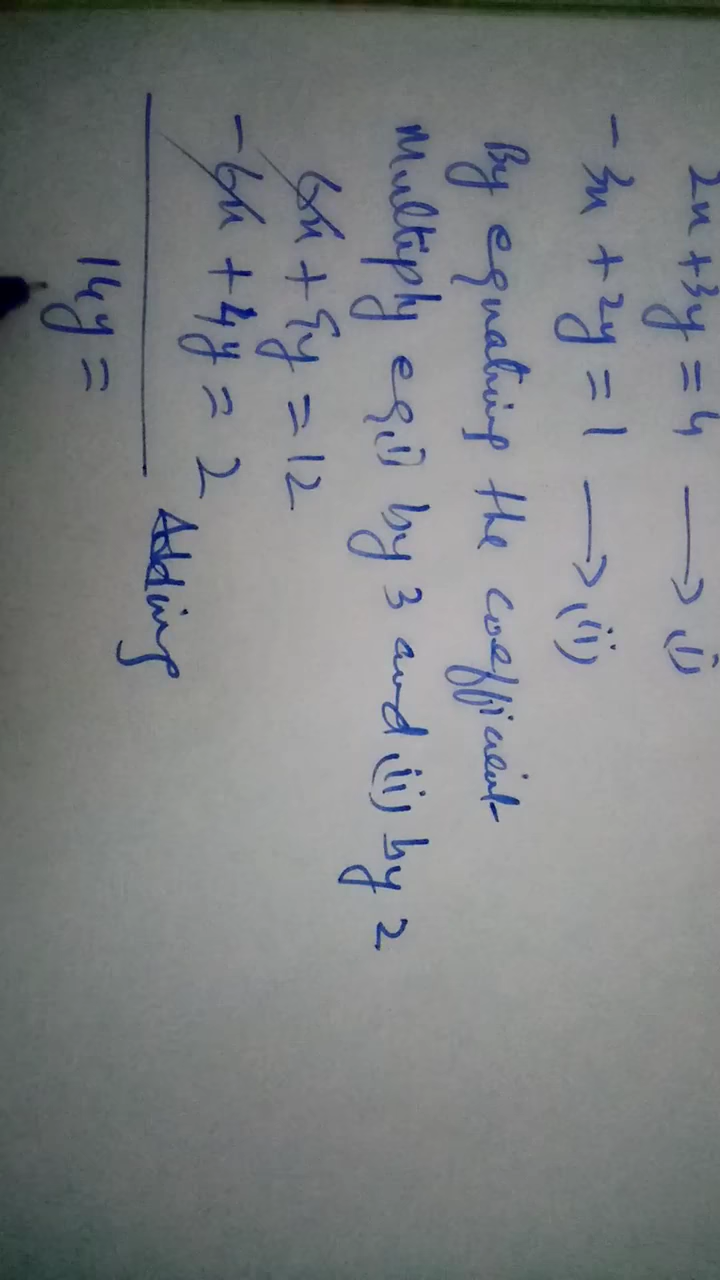 2x + 3y = 4 → (i)
-3x + 2y = 1 → (ii)
By equating the coefficient
Multiply eq(i) by 3 and (ii) by 2
6x + 9y = 12
-6x + 4y = 2
Adding
14y =